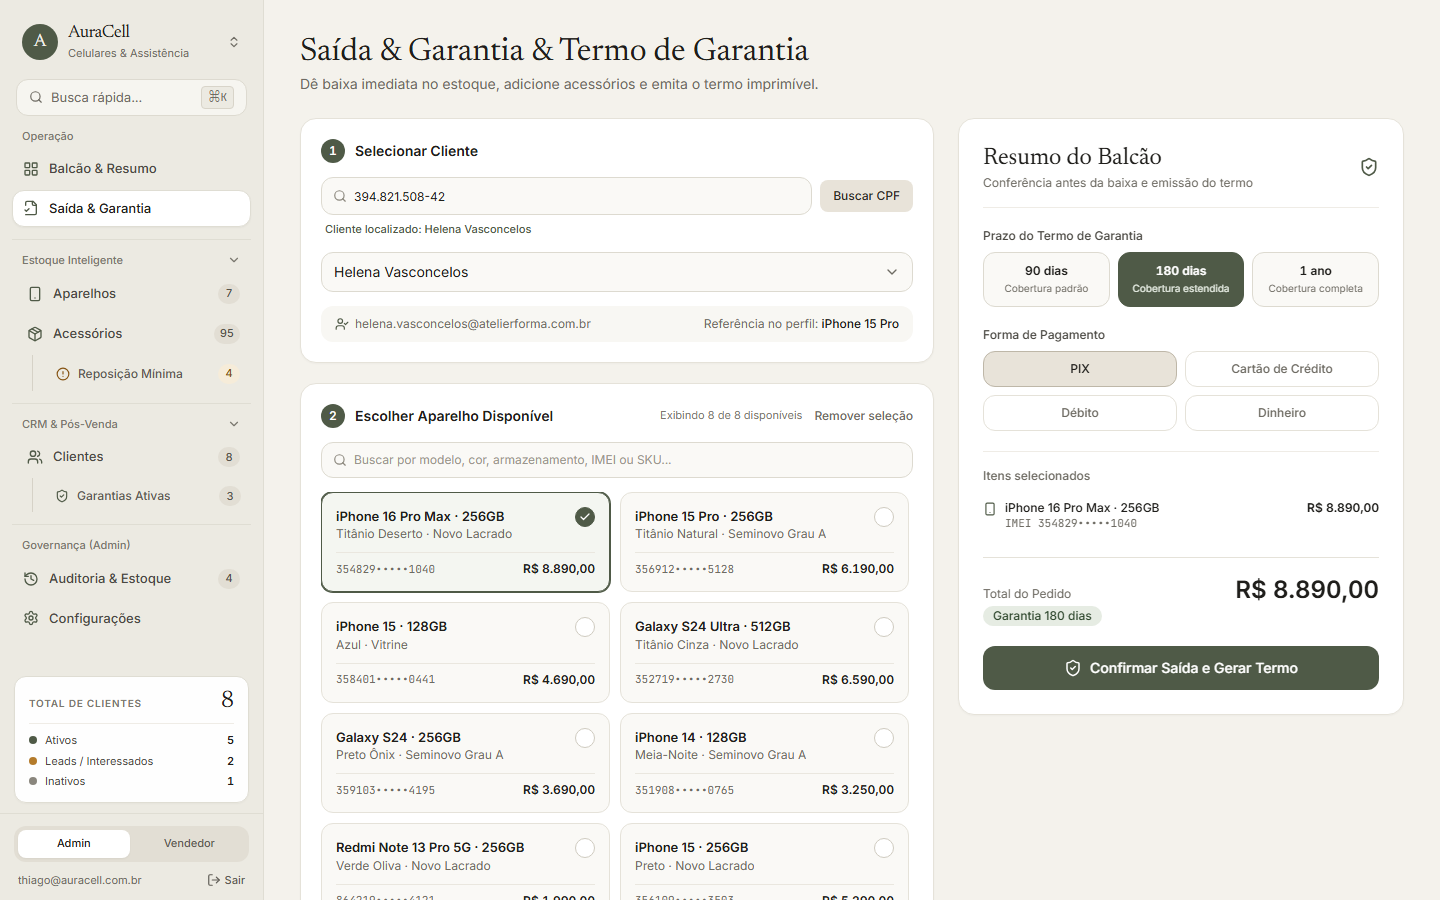 A
AuraCell
Celulares & Assistência
Busca rápida...
⌘K
Operação
Balcão & Resumo
Saída & Garantia
Estoque Inteligente
Aparelhos
7
Acessórios
95
Reposição Mínima
4
CRM & Pós-Venda
Clientes
8
Garantias Ativas
3
Governança (Admin)
Auditoria & Estoque
4
Configurações
TOTAL DE CLIENTES
8
Ativos
5
Leads / Interessados
2
Inativos
1
Admin
Vendedor
thiago@auracell.com.br
Sair
Saída & Garantia & Termo de Garantia
Dê baixa imediata no estoque, adicione acessórios e emita o termo imprimível.
1
Selecionar Cliente
394.821.508-42
Buscar CPF
Cliente localizado: Helena Vasconcelos
Helena Vasconcelos
helena.vasconcelos@atelierforma.com.br
Referência no perfil: iPhone 15 Pro
2
Escolher Aparelho Disponível
Exibindo 8 de 8 disponíveis
Remover seleção
Buscar por modelo, cor, armazenamento, IMEI ou SKU...
iPhone 16 Pro Max · 256GB
Titânio Deserto · Novo Lacrado
354829•••••1040
R$ 8.890,00
iPhone 15 Pro · 256GB
Titânio Natural · Seminovo Grau A
356912•••••5128
R$ 6.190,00
iPhone 15 · 128GB
Azul · Vitrine
358401•••••0441
R$ 4.690,00
Galaxy S24 Ultra · 512GB
Titânio Cinza · Novo Lacrado
352719•••••2730
R$ 6.590,00
Galaxy S24 · 256GB
Preto Ônix · Seminovo Grau A
359103•••••4195
R$ 3.690,00
iPhone 14 · 128GB
Meia-Noite · Seminovo Grau A
351908•••••0765
R$ 3.250,00
Redmi Note 13 Pro 5G · 256GB
Verde Oliva · Novo Lacrado
iPhone 15 · 256GB
Preto · Novo Lacrado
Resumo do Balcão
Conferência antes da baixa e emissão do termo
Prazo do Termo de Garantia
90 dias
Cobertura padrão
180 dias
Cobertura estendida
1 ano
Cobertura completa
Forma de Pagamento
PIX
Cartão de Crédito
Débito
Dinheiro
Itens selecionados
iPhone 16 Pro Max · 256GB
R$ 8.890,00
IMEI 354829•••••1040
Total do Pedido
R$ 8.890,00
Garantia 180 dias
Confirmar Saída e Gerar Termo